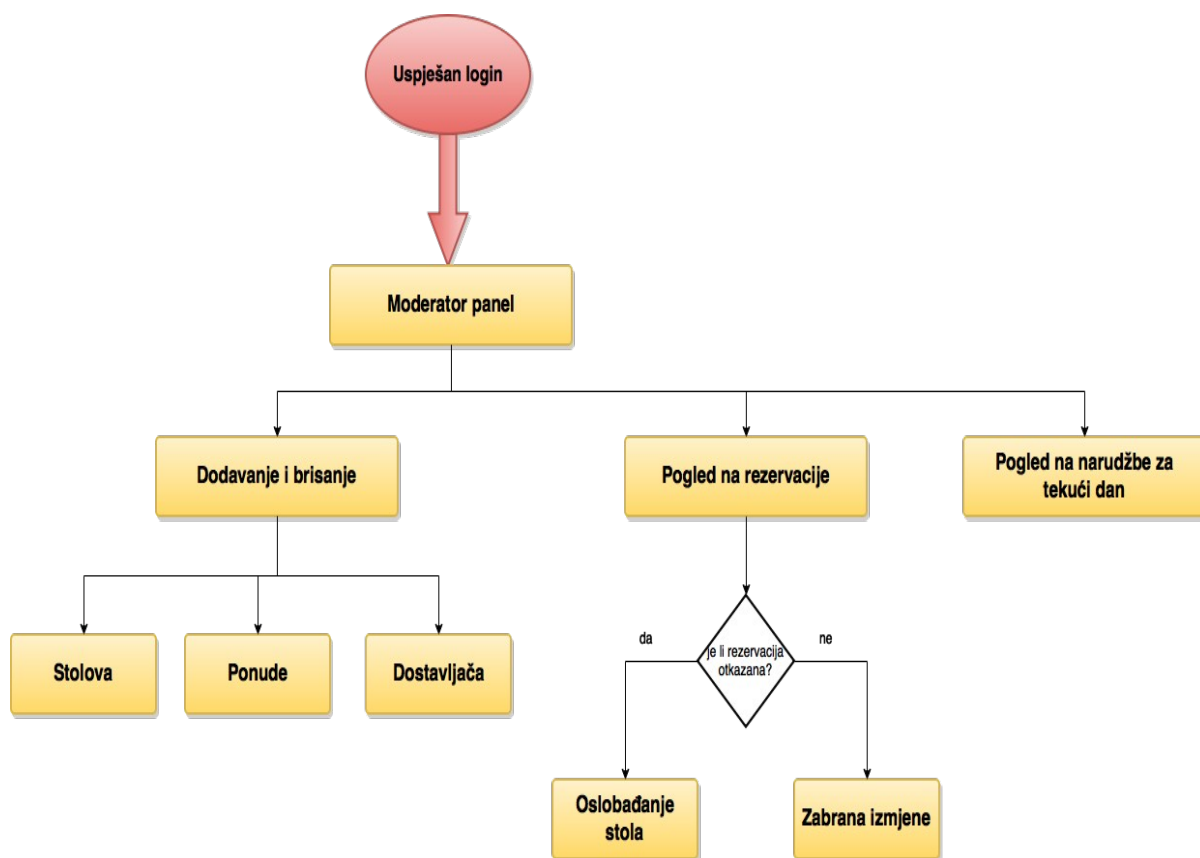 Uspješan login
Moderator panel
Dodavanje i brisanje
Pogled na rezervacije
Pogled na narudžbe za
tekući dan
Stolova
Ponude
Dostavljača
da
je li rezervacija
otkazana?
ne
Oslobađanje
stola
Zabrana izmjene